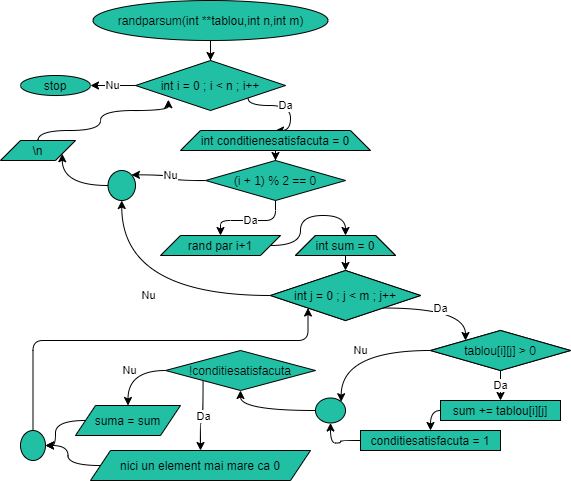 randparsum(int **tablou,int n,int m)
stop
Nu
int i = 0 ; i < n ; i++
Da
int conditienesatisfacuta = 0
\n
Nu
(i + 1) % 2 == 0
Da
rand par i+1
int sum = 0
Nu
int j = 0 ; j < m ; j++
Da
tablou[i][j] > 0
Nu
Da
!conditiesatisfacuta
Nu
Da
suma = sum
sum += tablou[i][j]
conditiesatisfacuta = 1
nici un element mai mare ca 0